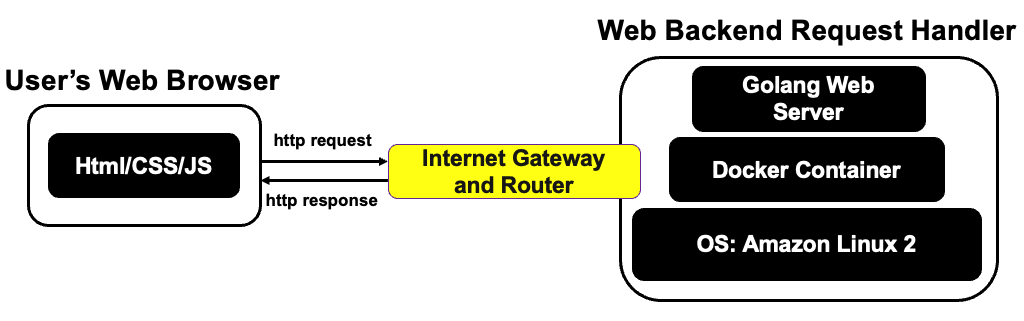 Web Backend Request Handler
User’s Web Browser
Golang Web
Server
http request
Html/CSS/JS
Internet Gateway
and Router
Docker Container
http response
OS: Amazon Linux 2